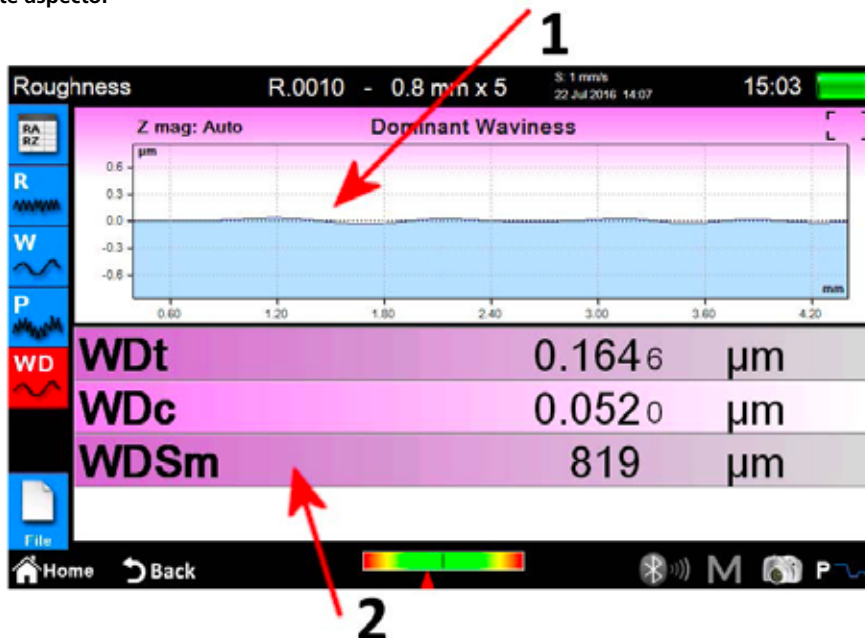 te aspecto.
1
Roughness R.0010 - 0.8 mm x 5 S: 1 mm/s 15:03
22 Jul 2016 14:07
RA
RZ
Z mag: Auto Dominant Waviness
µm
0.6
0.3
0.0
-0.3
-0.6
mm
0.60 1.20 1.80 2.40 3.00 3.60 4.20
R
W
P
WD
WDt 0.1646 µm
WDc 0.0520 µm
WDSm 819 µm
File
Home Back M P
2